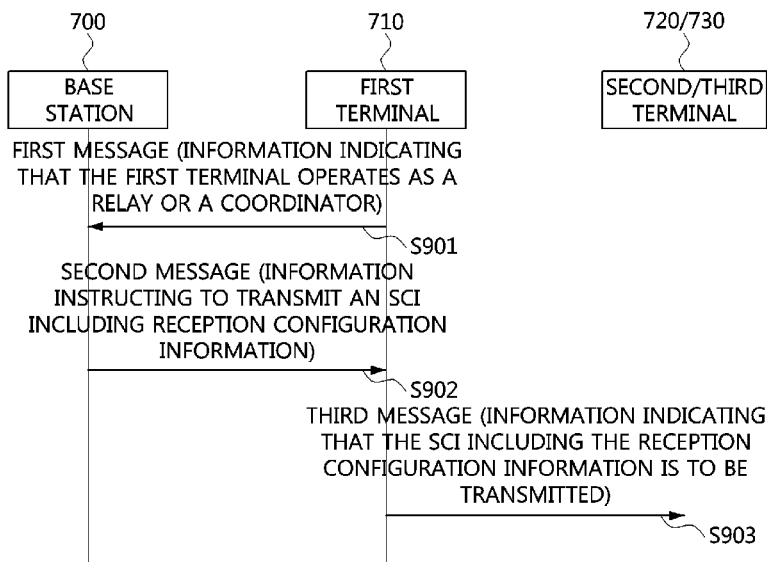 700
710
720/730
BASE
STATION
FIRST
TERMINAL
SECOND/THIRD
TERMINAL
FIRST MESSAGE (INFORMATION INDICATING
THAT THE FIRST TERMINAL OPERATES AS A
RELAY OR A COORDINATOR)
S901
SECOND MESSAGE (INFORMATION
INSTRUCTING TO TRANSMIT AN SCI
INCLUDING RECEPTION CONFIGURATION
INFORMATION)
S902
THIRD MESSAGE (INFORMATION INDICATING
THAT THE SCI INCLUDING THE RECEPTION
CONFIGURATION INFORMATION IS TO BE
TRANSMITTED)
S903